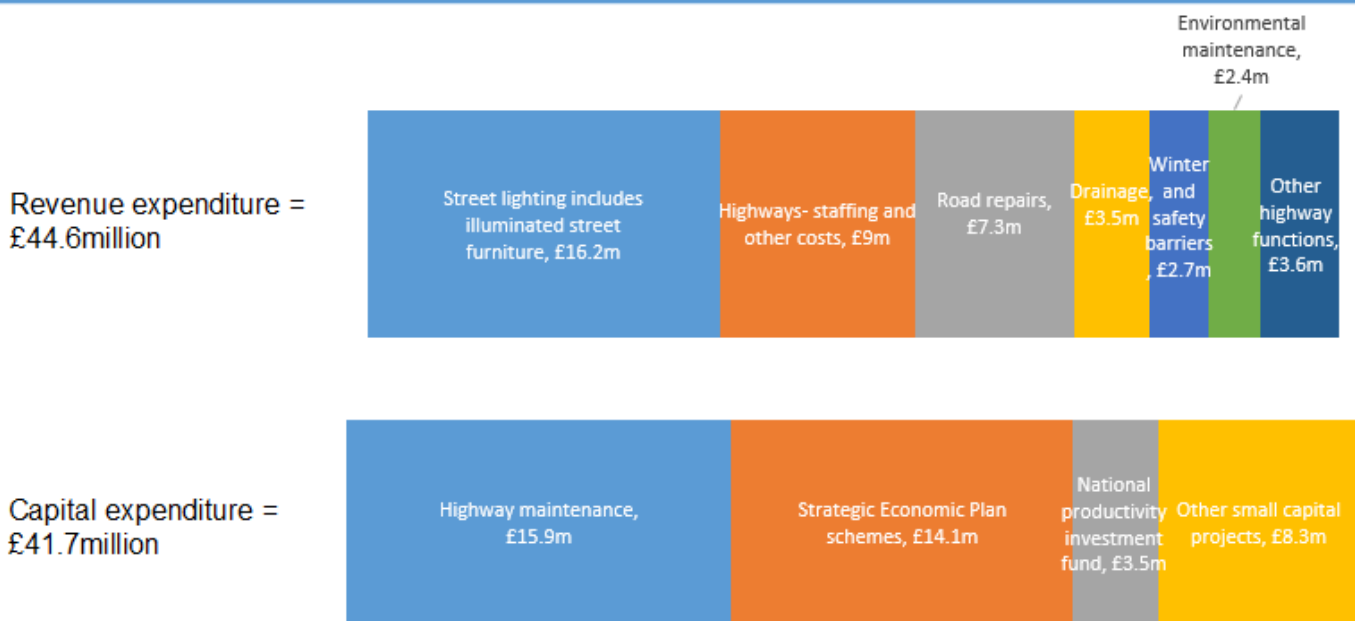 Environmental
maintenance,
£2.4m
Revenue expenditure =
£44.6million
Street lighting includes
illuminated street
furniture, £16.2m
Highways- staffing and
other costs, £9m
Road repairs,
£7.3m
Drainage,
£3.5m
Winter
and
safety
barriers
, £2.7m
Other
highway
functions,
£3.6m
Capital expenditure =
£41.7million
Highway maintenance,
£15.9m
Strategic Economic Plan
schemes, £14.1m
National
productivity
investment
fund, £3.5m
Other small capital
projects, £8.3m